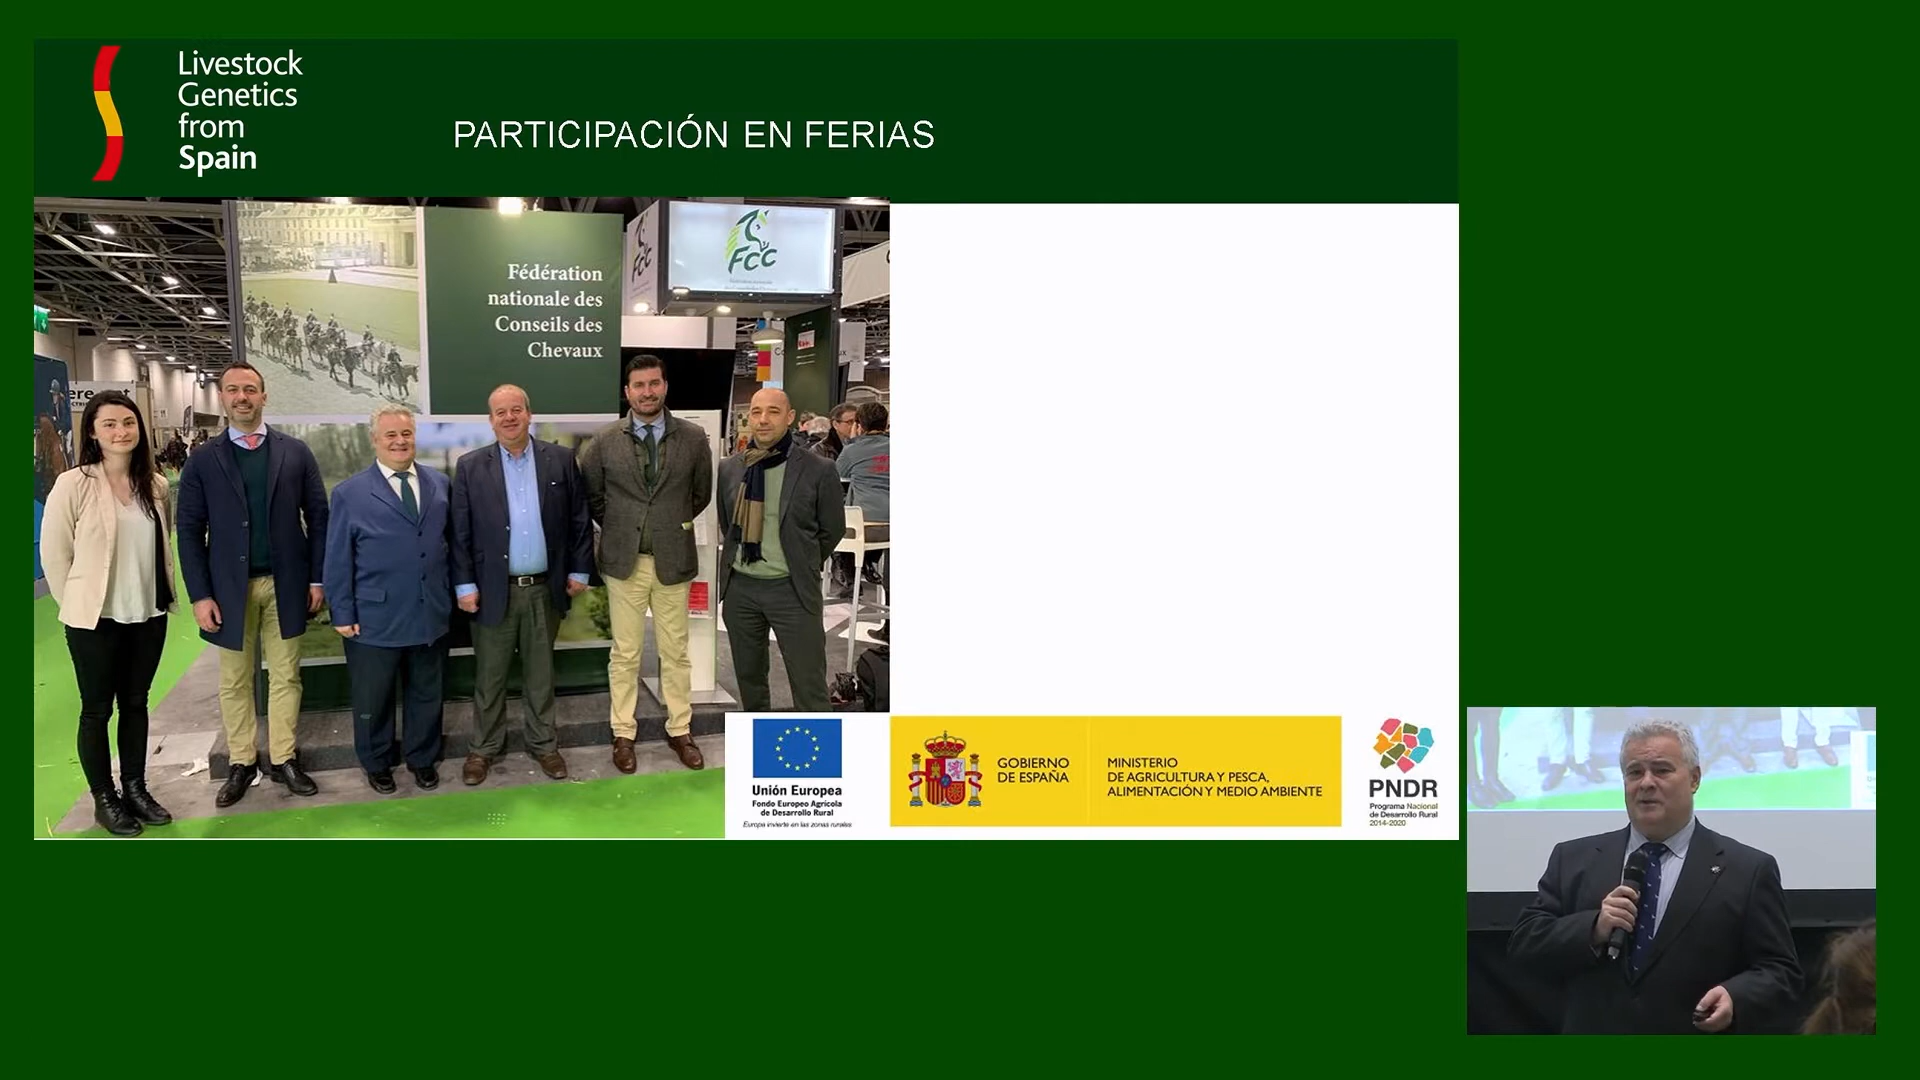 Livestock
Genetics
from
Spain
PARTICIPACIÓN EN FERIAS
Fédération
nationale des
Conseils des
Chevaux
FCC
FCC
Unión Europea
Fondo Europeo Agrícola
de Desarrollo Rural
Europa invierte en las zonas rurales
GOBIERNO
DE ESPAÑA
MINISTERIO
DE AGRICULTURA Y PESCA,
ALIMENTACIÓN Y MEDIO AMBIENTE
PNDR
Programa Nacional
de Desarrollo Rural
2014-2020